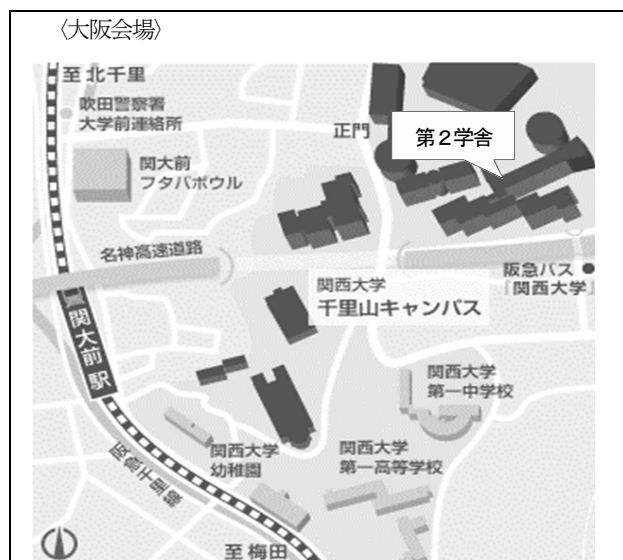 〈大阪会場〉
至 北千里
吹田警察署
大学前連絡所
正門
第２学舎
関大前
フタバボウル
名神高速道路
阪急バス
「関西大学」
関西大学
千里山キャンパス
関大前駅
関西大学
第一中学校
関西大学
幼稚園
関西大学
第一高等学校
阪急千里線
至 梅田